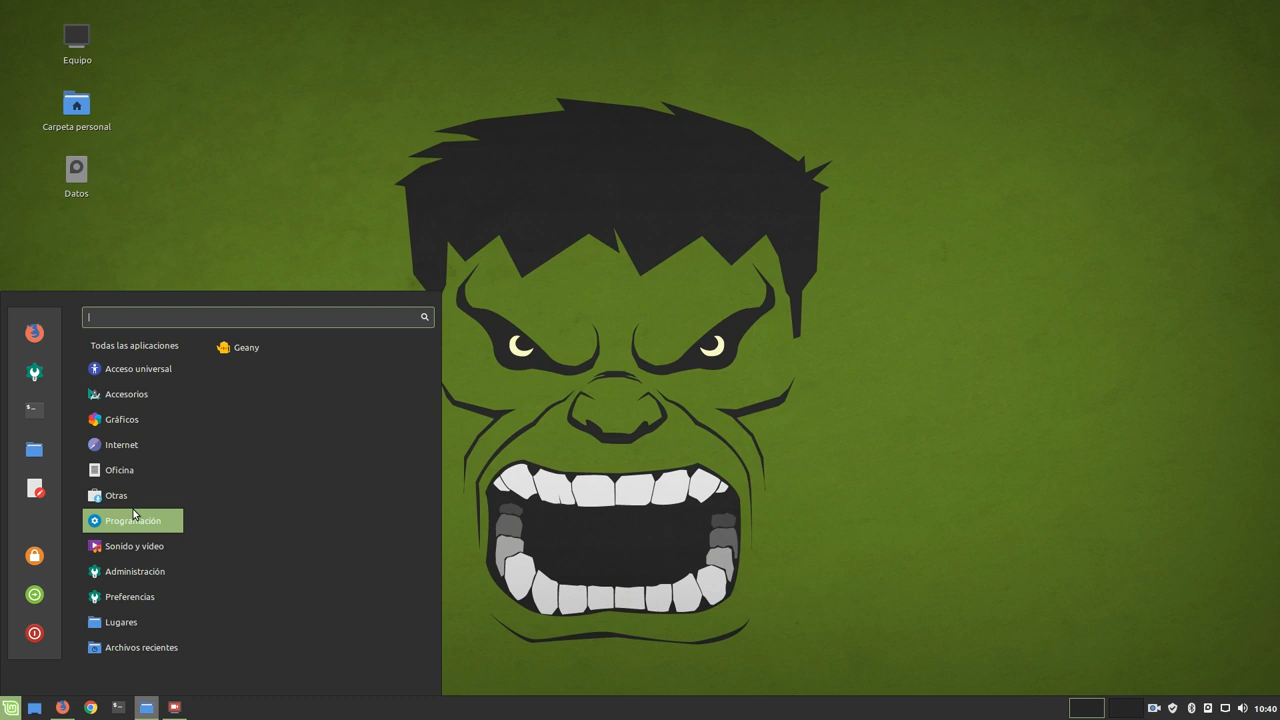 Equipo
Carpeta personal
Datos
Todas las aplicaciones
Geany
Acceso universal
Accesorios
Gráficos
Internet
Oficina
Otras
Programación
Sonido y vídeo
Administración
Preferencias
Lugares
Archivos recientes
10:40